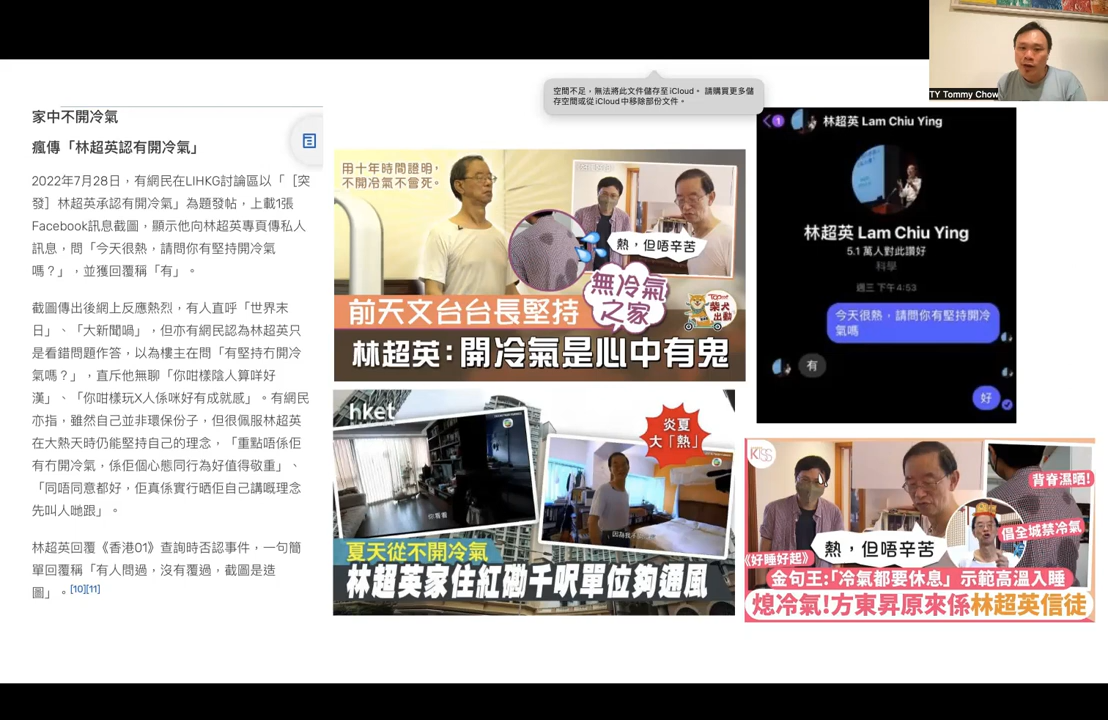 空間不足，無法將此文件儲存至iCloud。 請購買更多儲
存空間或從iCloud中移除部份文件。
TY Tommy Chow
家中不開冷氣
瘋傳「林超英認有開冷氣」
2022年7月28日，有網民在LIHKG討論區以「［突
發］林超英承認有開冷氣」為題發帖，上載1張
Facebook訊息截圖，顯示他向林超英專頁傳私人
訊息，問「今天很熱，請問你有堅持開冷氣
嗎？」，並獲回覆稱「有」。
截圖傳出後網上反應熱烈，有人直呼「世界末
日」、「大新聞喎」，但亦有網民認為林超英只
是看錯問題作答，以為樓主在問「有堅持冇開冷
氣嗎？」，直斥他無聊「你咁樣陰人算咩好
漢」、「你咁樣玩X人係咪好有成就感」。有網民
亦指，雖然自己並非環保份子，但很佩服林超英
在大熱天時仍能堅持自己的理念，「重點唔係佢
有冇開冷氣，係佢個心態同行為好值得敬重」、
「同唔同意都好，佢真係實行晒佢自己講嘅理念
先叫人哋跟」。
林超英回覆《香港01》查詢時否認事件，一句簡
單回覆稱「有人問過，沒有覆過，截圖是造
圖」。[10][11]
用十年時間證明，
不開冷氣不會死。
熱，但唔辛苦
無冷氣
之家
柴犬
出動
前天文台台長堅持
林超英：開冷氣是心中有鬼
1
林超英 Lam Chiu Ying
林超英 Lam Chiu Ying
5.1 萬人對此讚好
科學
週三 下午4:53
今天很熱，請問你有堅持開冷
氣嗎
有
好
hket
炎夏
大「熱」
你看看
夏天從不開冷氣
林超英家住紅磡千呎單位夠通風
KISS
背脊濕晒!
倡全城禁冷氣
熱，但唔辛苦
《好睡好起》
金句王:「冷氣都要休息」示範高溫入睡
熄冷氣!方東昇原來係林超英信徒